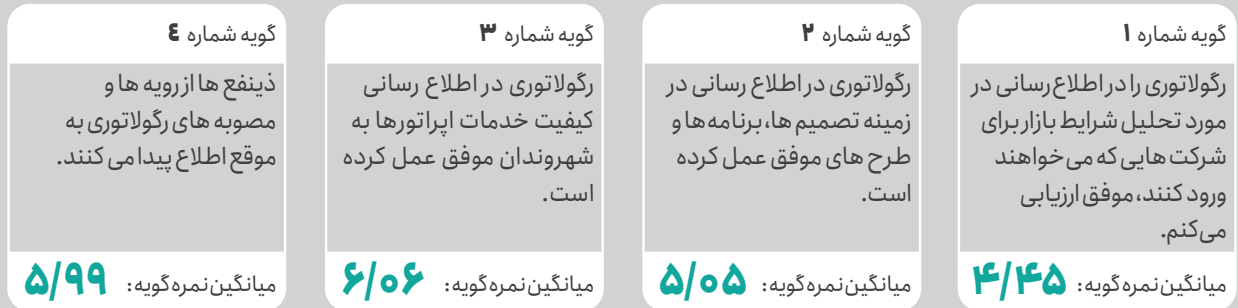 گویه شماره ۱
رگولاتوری را در اطلاع‌رسانی در
مورد تحلیل شرایط بازار برای
شرکت‌هایی که می‌خواهند
ورود کنند، موفق ارزیابی
می‌کنم.
میانگین نمره گویه: ۴/۴۵
گویه شماره ۲
رگولاتوری در اطلاع رسانی در
زمینه تصمیم ها، برنامه‌ها و
طرح های موفق عمل کرده
است.
میانگین نمره گویه: ۵/۰۵
گویه شماره ۳
رگولاتوری در اطلاع رسانی
کیفیت خدمات اپراتورها به
شهروندان موفق عمل کرده
است.
میانگین نمره گویه: ۶/۰۶
گویه شماره ٤
ذینفع ها از رویه ها و
مصوبه های رگولاتوری به
موقع اطلاع پیدا می کنند.
میانگین نمره گویه: ۵/۹۹